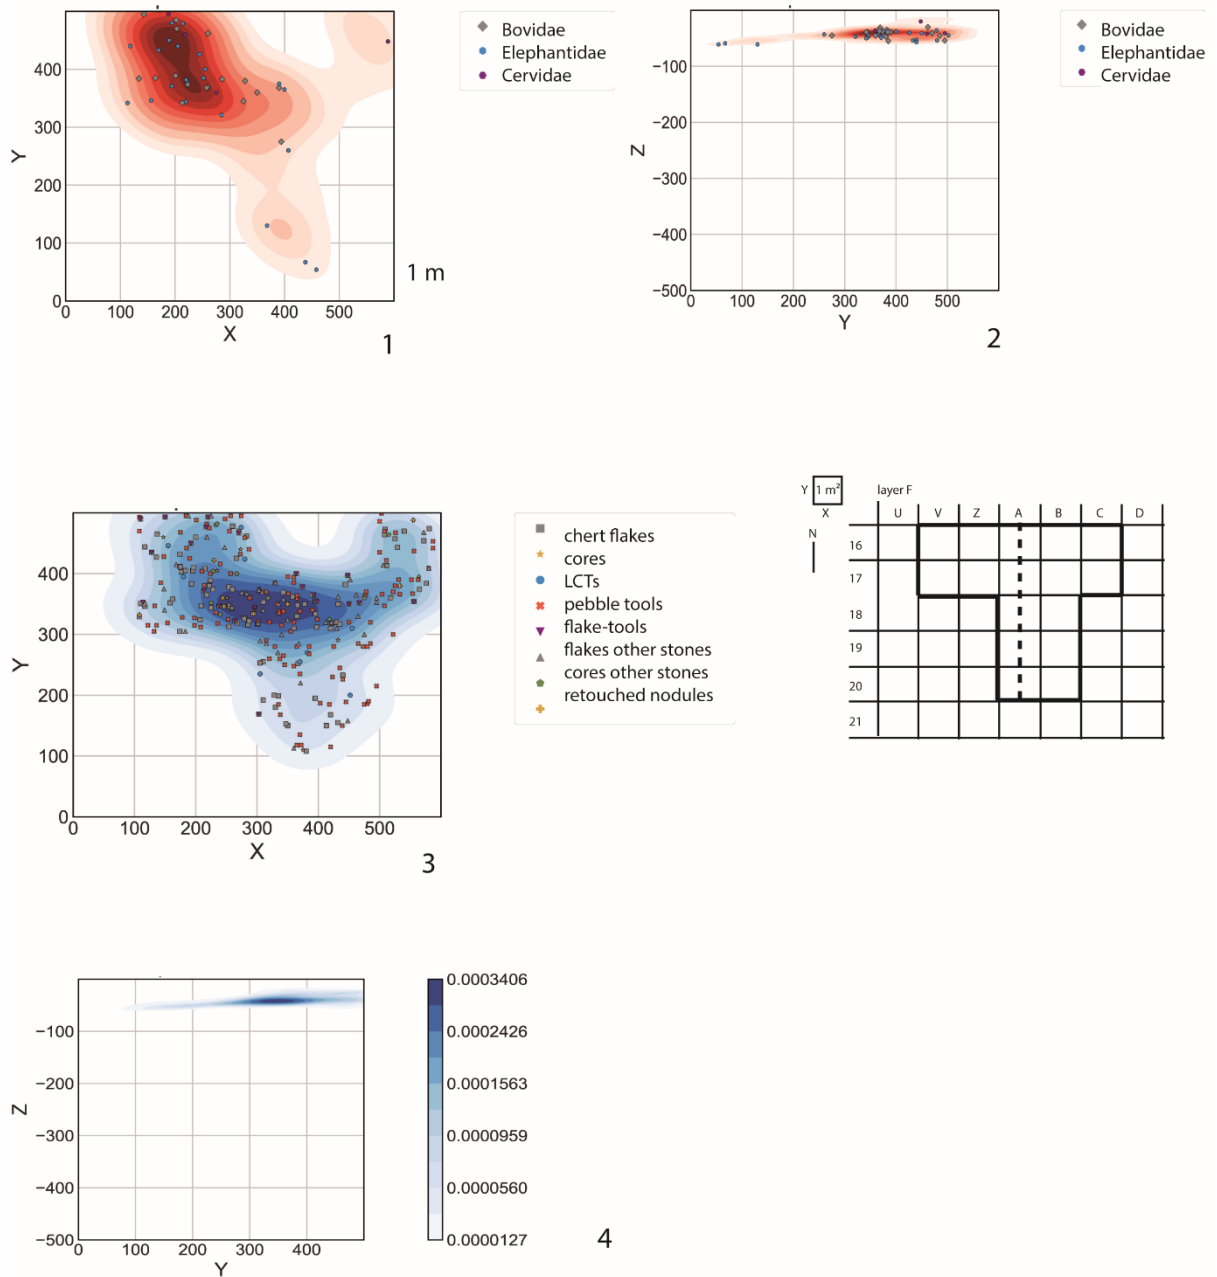 400
300
200
100
0
Y
0 100 200 300 400 500
X
1 m
1
Bovidae
Elephantidae
Cervidae
−100
−200
−300
−400
−500
Z
0 100 200 300 400 500
Y
2
Bovidae
Elephantidae
Cervidae
400
300
200
100
0
Y
0 100 200 300 400 500
X
3
chert flakes
cores
LCTs
pebble tools
flake-tools
flakes other stones
cores other stones
retouched nodules
Y 1 m² layer F
X
N
U V Z A B C D
16
17
18
19
20
21
−100
−200
−300
−400
−500
Z
0 100 200 300 400
Y
0.0003406
0.0002426
0.0001563
0.0000959
0.0000560
0.0000127
4